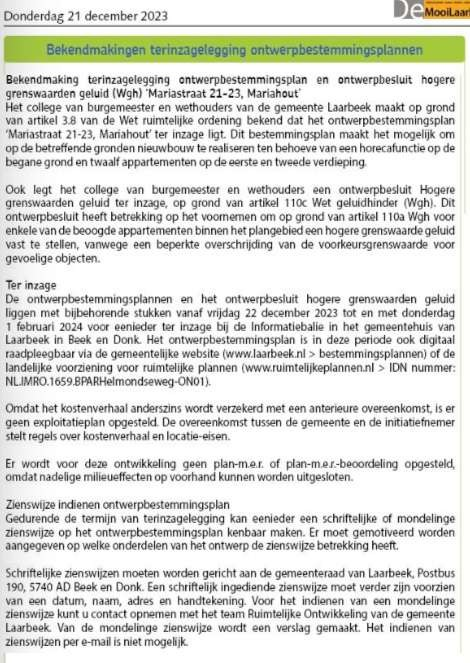 Donderdag 21 december 2023
De
MooiLaar
Bekendmakingen terinzagelegging ontwerpbestemmingsplannen
Bekendmaking terinzagelegging ontwerpbestemmingsplan en ontwerpbesluit hogere
grenswaarden geluid (Wgh) ‘Mariastraat 21-23, Mariahout’
Het college van burgemeester en wethouders van de gemeente Laarbeek maakt op grond
van artikel 3.8 van de Wet ruimtelijke ordening bekend dat het ontwerpbestemmingsplan
‘Mariastraat 21-23, Mariahout’ ter inzage ligt. Dit bestemmingsplan maakt het mogelijk om
op de betreffende gronden nieuwbouw te realiseren ten behoeve van een horecafunctie op de
begane grond en twaalf appartementen op de eerste en tweede verdieping.
Ook legt het college van burgemeester en wethouders een ontwerpbesluit Hogere
grenswaarden geluid ter inzage, op grond van artikel 110c Wet geluidhinder (Wgh). Dit
ontwerpbesluit heeft betrekking op het voornemen om op grond van artikel 110a Wgh voor
enkele van de beoogde appartementen binnen het plangebied een hogere grenswaarde geluid
vast te stellen, vanwege een beperkte overschrijding van de voorkeursgrenswaarde voor
gevoelige objecten.
Ter inzage
De ontwerpbestemmingsplannen en het ontwerpbesluit hogere grenswaarden geluid
liggen met bijbehorende stukken vanaf vrijdag 22 december 2023 tot en met donderdag
1 februari 2024 voor eenieder ter inzage bij de Informatiebalie in het gemeentehuis van
Laarbeek in Beek en Donk. Het ontwerpbestemmingsplan is in deze periode ook digitaal
raadpleegbaar via de gemeentelijke website (www.laarbeek.nl > bestemmingsplannen) of de
landelijke voorziening voor ruimtelijke plannen (www.ruimtelijkeplannen.nl > IDN nummer:
NL.IMRO.1659.BPARHelmondseweg-ON01).
Omdat het kostenverhaal anderszins wordt verzekerd met een anterieure overeenkomst, is er
geen exploitatieplan opgesteld. De overeenkomst tussen de gemeente en de initiatiefnemer
stelt regels over kostenverhaal en locatie-eisen.
Er wordt voor deze ontwikkeling geen plan-m.e.r. of plan-m.e.r.-beoordeling opgesteld,
omdat nadelige milieueffecten op voorhand kunnen worden uitgesloten.
Zienswijze indienen ontwerpbestemmingsplan
Gedurende de termijn van terinzagelegging kan eenieder een schriftelijke of mondelinge
zienswijze op het ontwerpbestemmingsplan kenbaar maken. Er moet gemotiveerd worden
aangegeven op welke onderdelen van het ontwerp de zienswijze betrekking heeft.
Schriftelijke zienswijzen moeten worden gericht aan de gemeenteraad van Laarbeek, Postbus
190, 5740 AD Beek en Donk. Een schriftelijk ingediende zienswijze moet verder zijn voorzien
van een datum, naam, adres en handtekening. Voor het indienen van een mondelinge
zienswijze kunt u contact opnemen met het team Ruimtelijke Ontwikkeling van de gemeente
Laarbeek. Van de mondelinge zienswijze wordt een verslag gemaakt. Het indienen van
zienswijzen per e-mail is niet mogelijk.